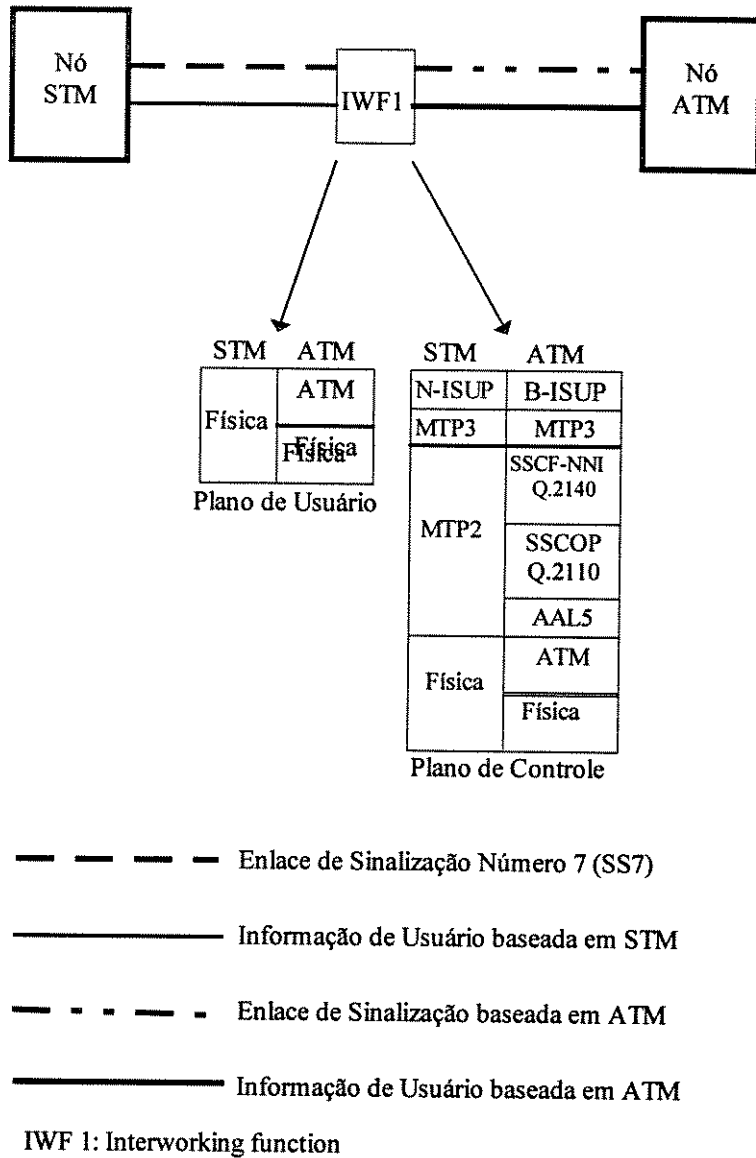 Nó
STM
IWF1
Nó
ATM
STM ATM
Física
ATM
Física
Física
Plano de Usuário
STM ATM
N-ISUP B-ISUP
MTP3 MTP3
MTP2
SSCF-NNI
Q.2140
SSCOP
Q.2110
AAL5
Física
ATM
Física
Plano de Controle
Enlace de Sinalização Número 7 (SS7)
Informação de Usuário baseada em STM
Enlace de Sinalização baseada em ATM
Informação de Usuário baseada em ATM
IWF 1: Interworking function